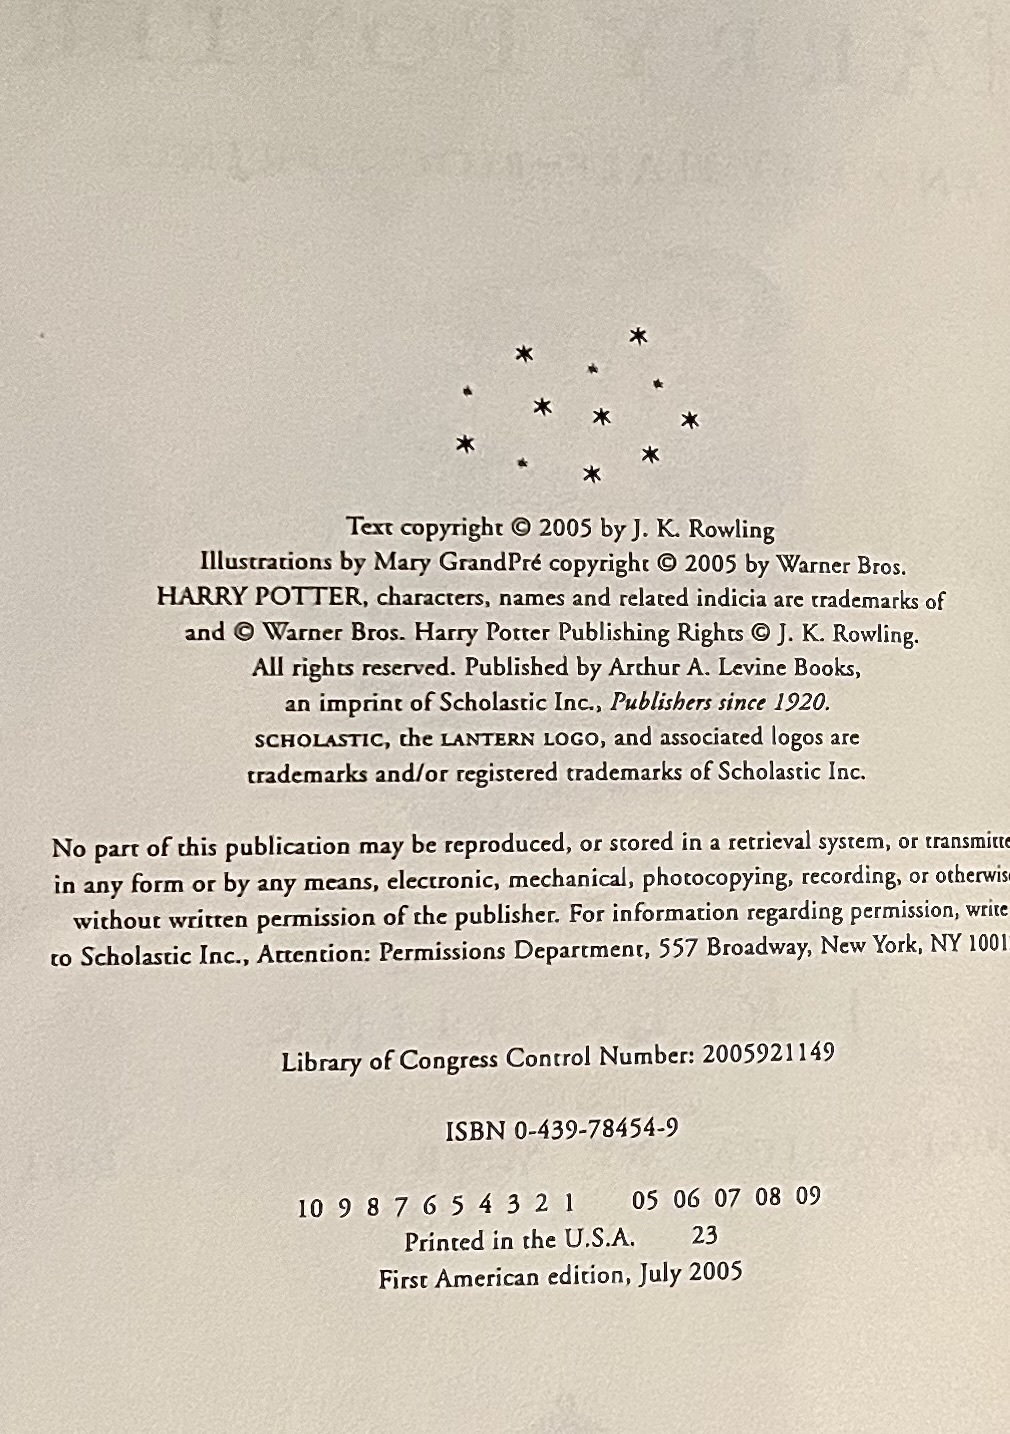 Text copyright © 2005 by J. K. Rowling
Illustrations by Mary GrandPré copyright © 2005 by Warner Bros.
HARRY POTTER, characters, names and related indicia are trademarks of
and © Warner Bros. Harry Potter Publishing Rights © J. K. Rowling.
All rights reserved. Published by Arthur A. Levine Books,
an imprint of Scholastic Inc., Publishers since 1920.
SCHOLASTIC, the LANTERN LOGO, and associated logos are
trademarks and/or registered trademarks of Scholastic Inc.
No part of this publication may be reproduced, or stored in a retrieval system, or transmitte
in any form or by any means, electronic, mechanical, photocopying, recording, or otherwis
without written permission of the publisher. For information regarding permission, write
to Scholastic Inc., Attention: Permissions Department, 557 Broadway, New York, NY 1001
Library of Congress Control Number: 2005921149
ISBN 0-439-78454-9
10 9 8 7 6 5 4 3 2 1 05 06 07 08 09
Printed in the U.S.A. 23
First American edition, July 2005